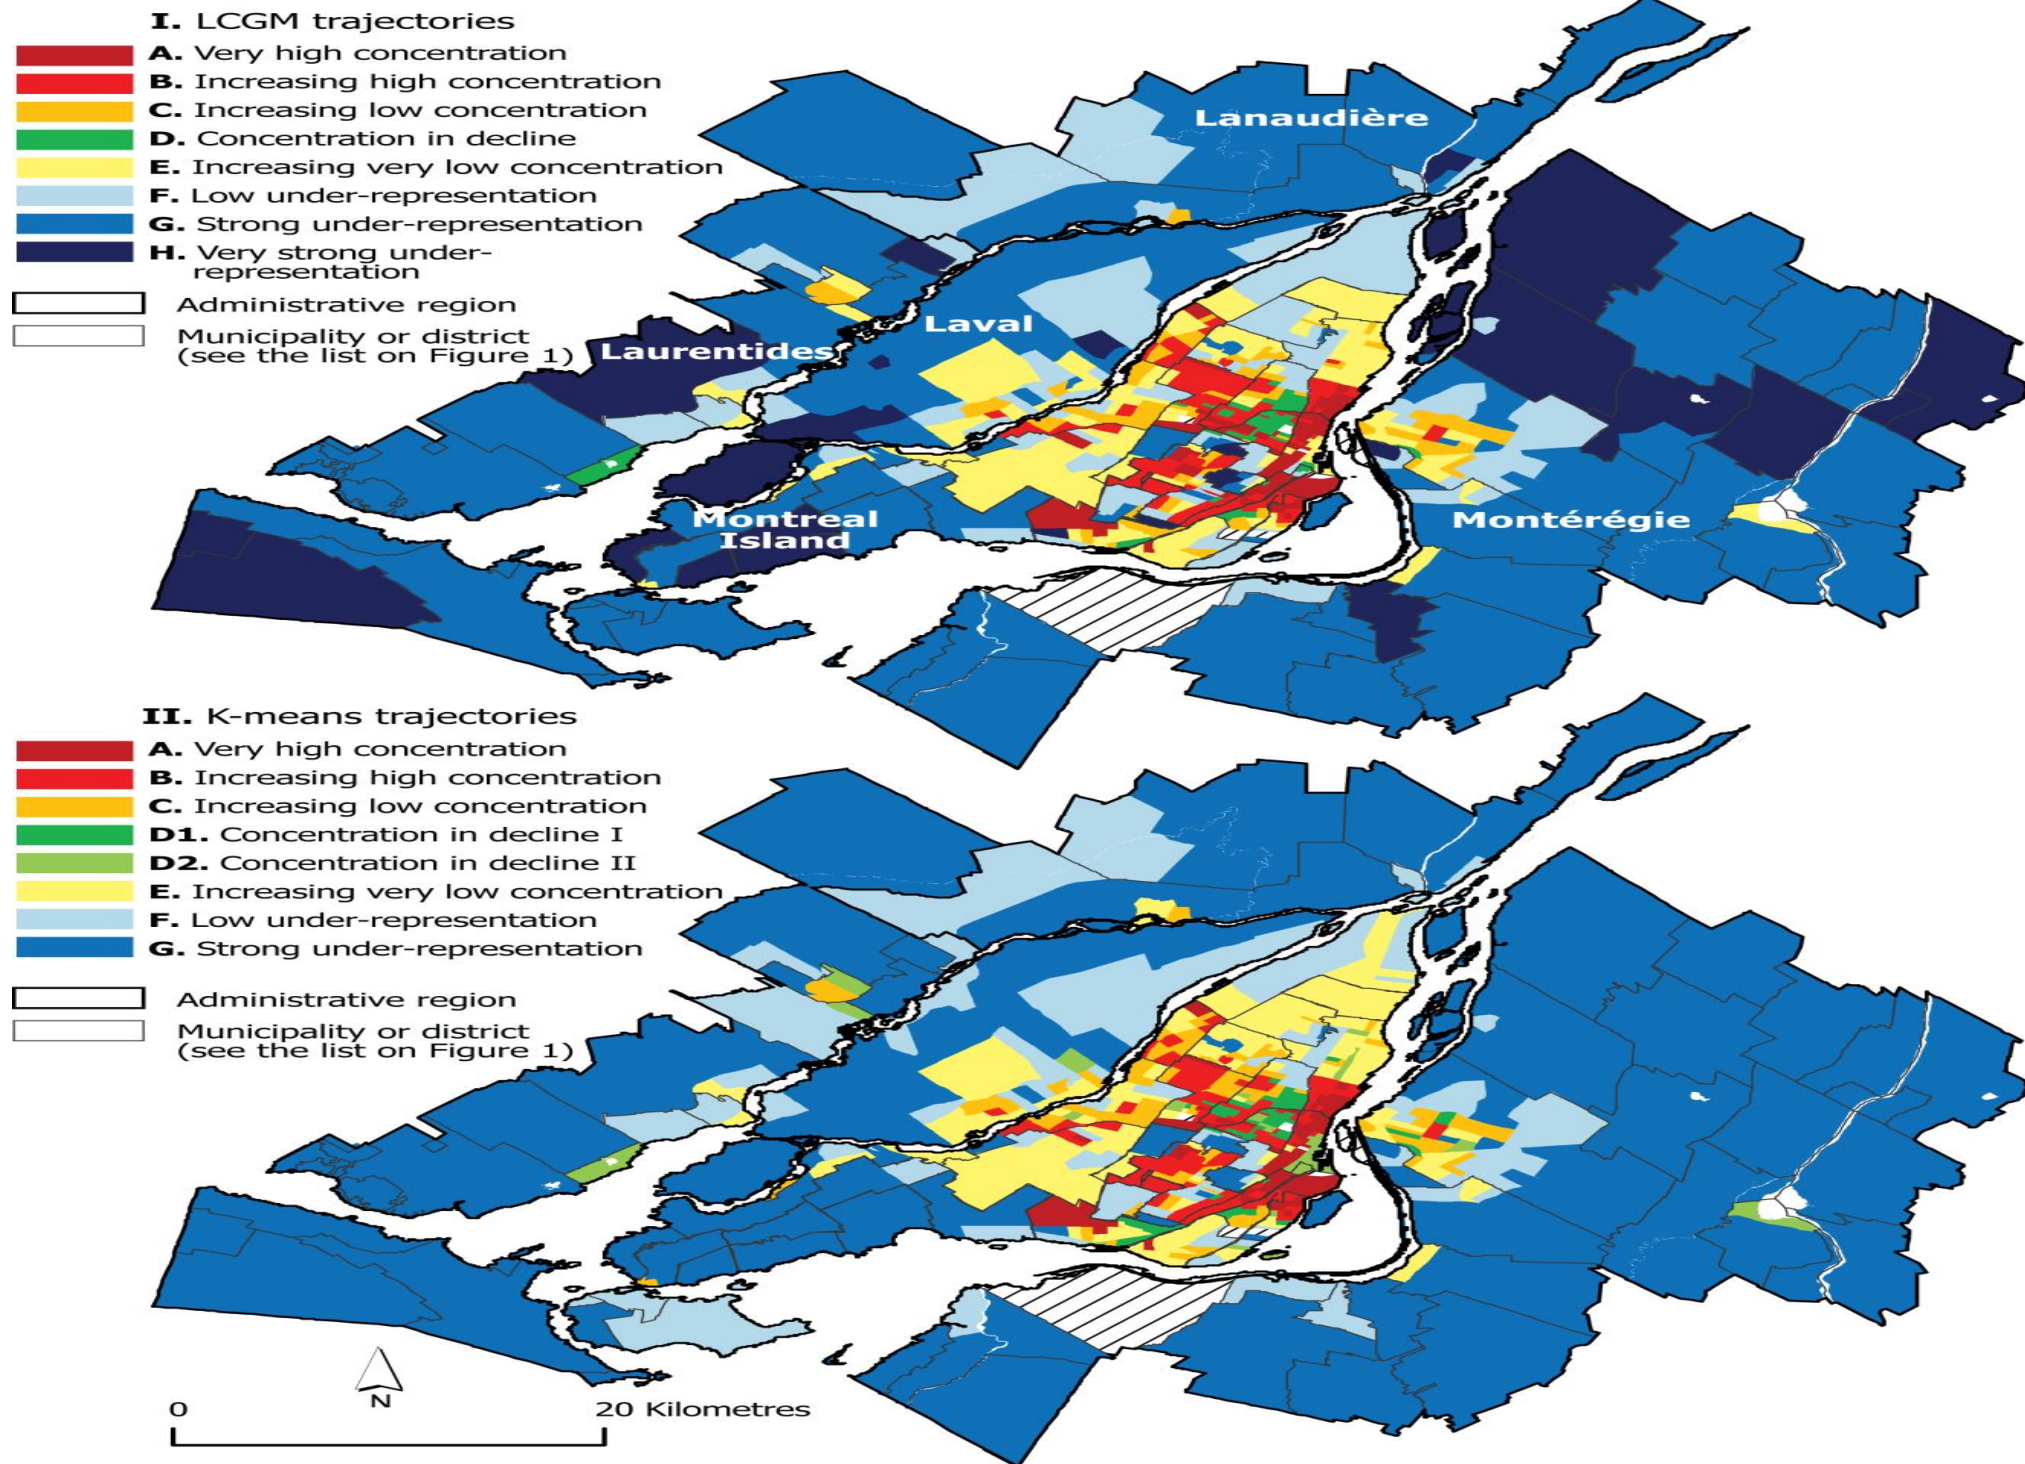 I. LCGM trajectories
A. Very high concentration
B. Increasing high concentration
C. Increasing low concentration
D. Concentration in decline
E. Increasing very low concentration
F. Low under-representation
G. Strong under-representation
H. Very strong under-
representation
Administrative region
Municipality or district
(see the list on Figure 1)
Lanaudière
Laval
Laurentides
Montreal
Island
Montérégie
II. K-means trajectories
A. Very high concentration
B. Increasing high concentration
C. Increasing low concentration
D1. Concentration in decline I
D2. Concentration in decline II
E. Increasing very low concentration
F. Low under-representation
G. Strong under-representation
Administrative region
Municipality or district
(see the list on Figure 1)
N
0 20 Kilometres